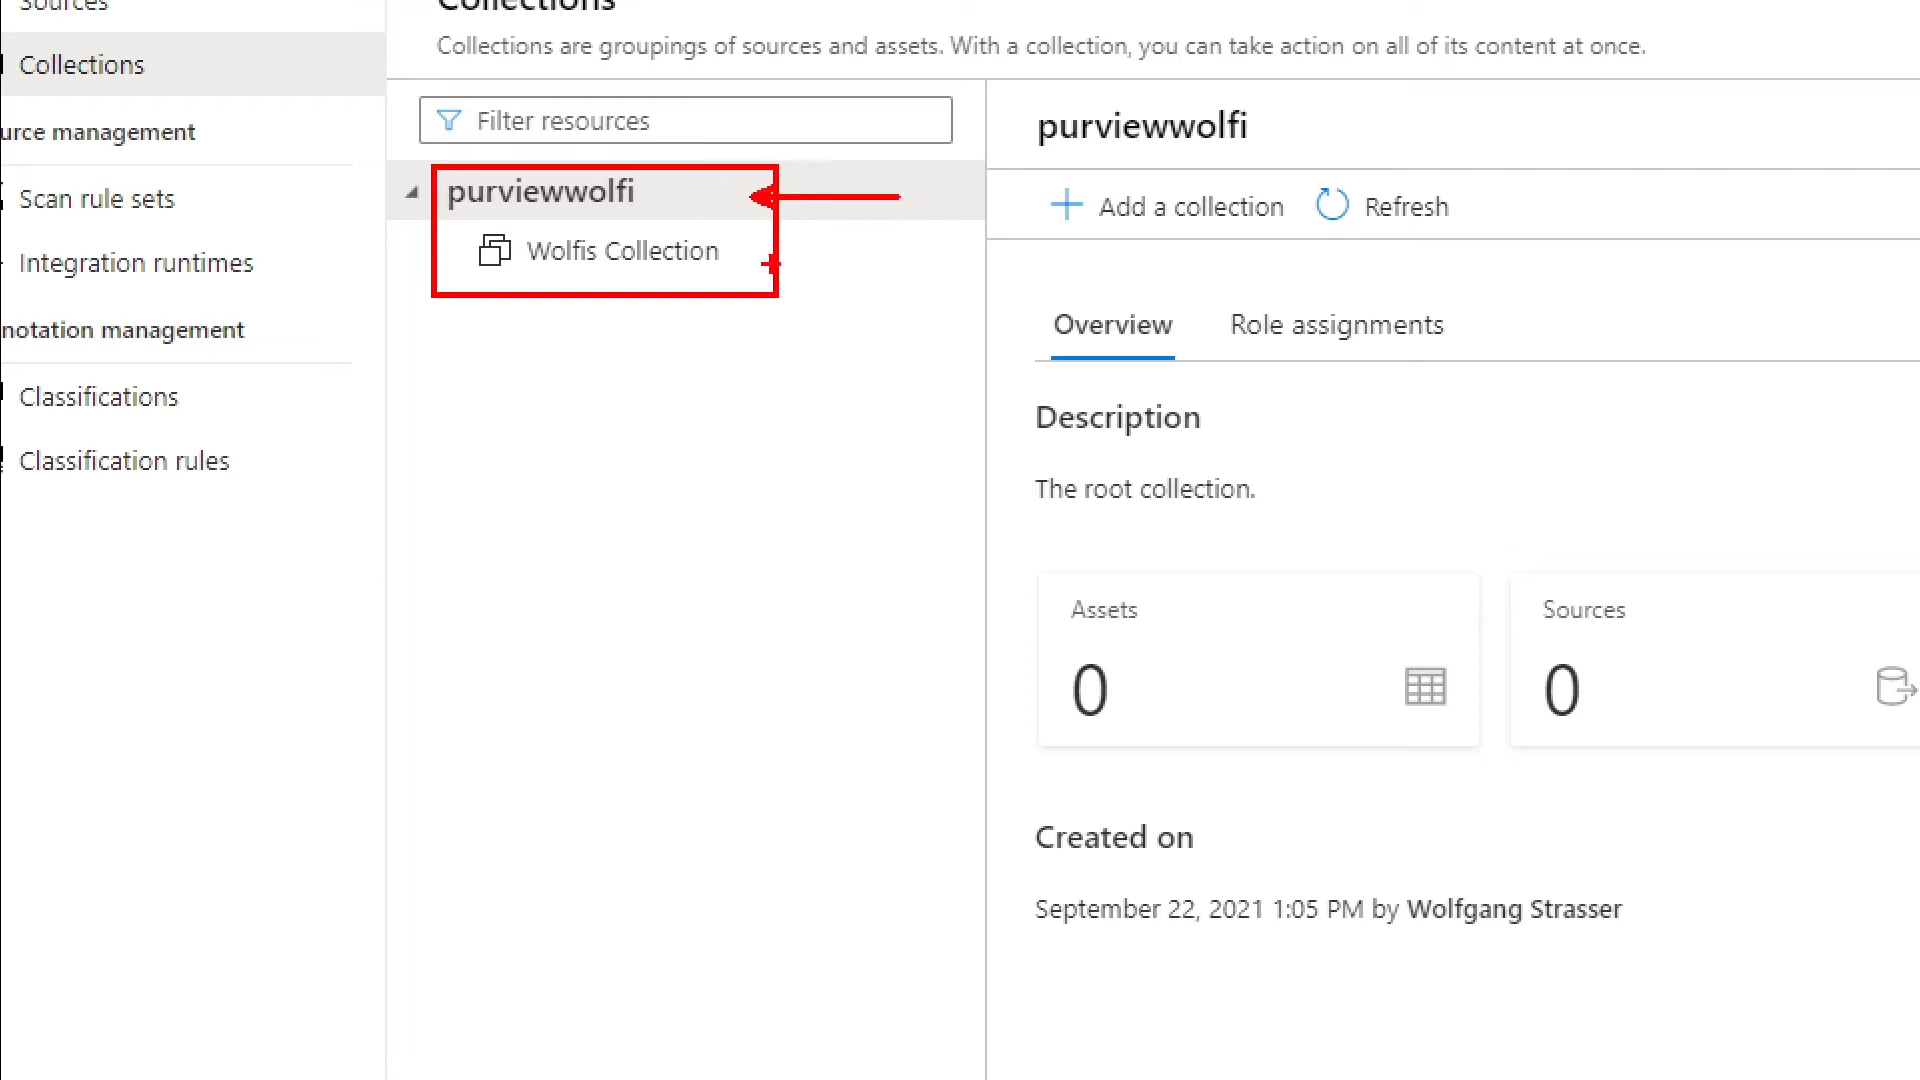 Sources
Collections
urce management
Scan rule sets
Integration runtimes
notation management
Classifications
Classification rules
Collections
Collections are groupings of sources and assets. With a collection, you can take action on all of its content at once.
Filter resources
purviewwolfi
Wolfis Collection
purviewwolfi
Add a collection
Refresh
Overview
Role assignments
Description
The root collection.
Assets
0
Sources
0
Created on
September 22, 2021 1:05 PM by Wolfgang Strasser